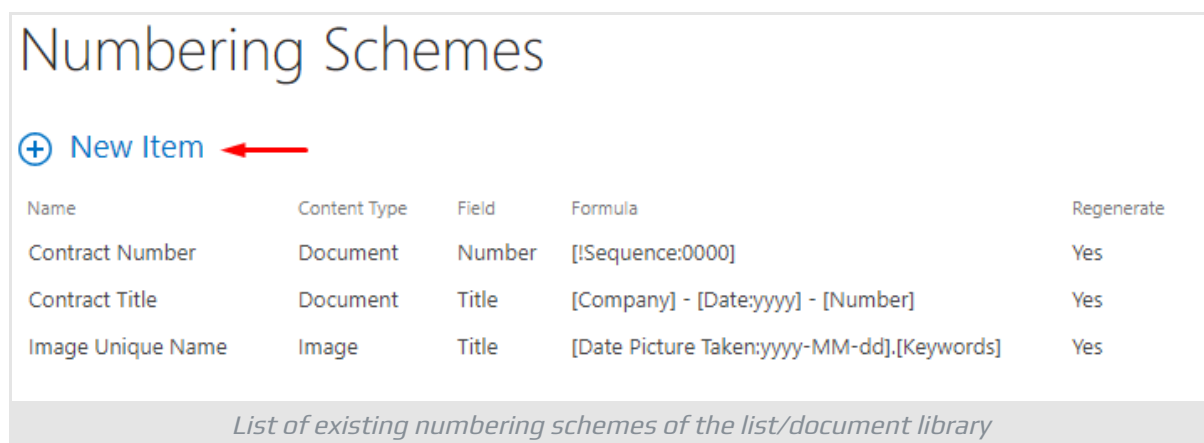 Numbering Schemes
New Item
Name Content Type Field Formula Regenerate
Contract Number Document Number [!Sequence:0000] Yes
Contract Title Document Title [Company] - [Date:yyyy] - [Number] Yes
Image Unique Name Image Title [Date Picture Taken:yyyy-MM-dd].[Keywords] Yes
List of existing numbering schemes of the list/document library